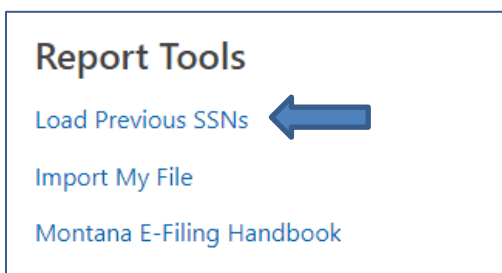 Report Tools
Load Previous SSNs
Import My File
Montana E-Filing Handbook